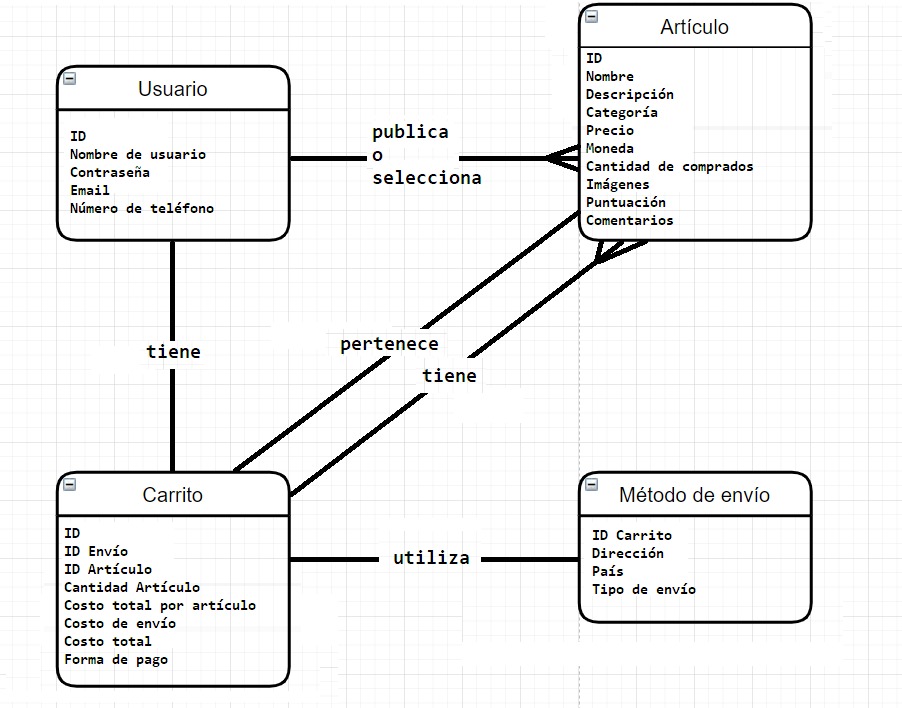 Usuario
ID
Nombre de usuario
Contraseña
Email
Número de teléfono
publica
o
selecciona
Artículo
ID
Nombre
Descripción
Categoría
Precio
Moneda
Cantidad de comprados
Imágenes
Puntuación
Comentarios
tiene
pertenece
tiene
Carrito
ID
ID Envío
ID Artículo
Cantidad Artículo
Costo total por artículo
Costo de envío
Costo total
Forma de pago
utiliza
Método de envío
ID Carrito
Dirección
País
Tipo de envío